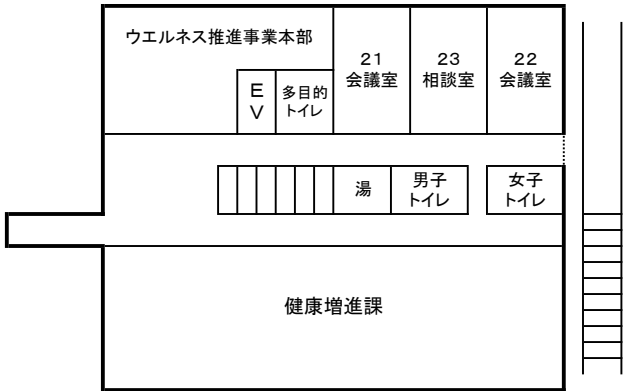 ウエルネス推進事業本部
21
会議室
23
相談室
22
会議室
E
V
多目的
トイレ
湯
男子
トイレ
女子
トイレ
健康増進課